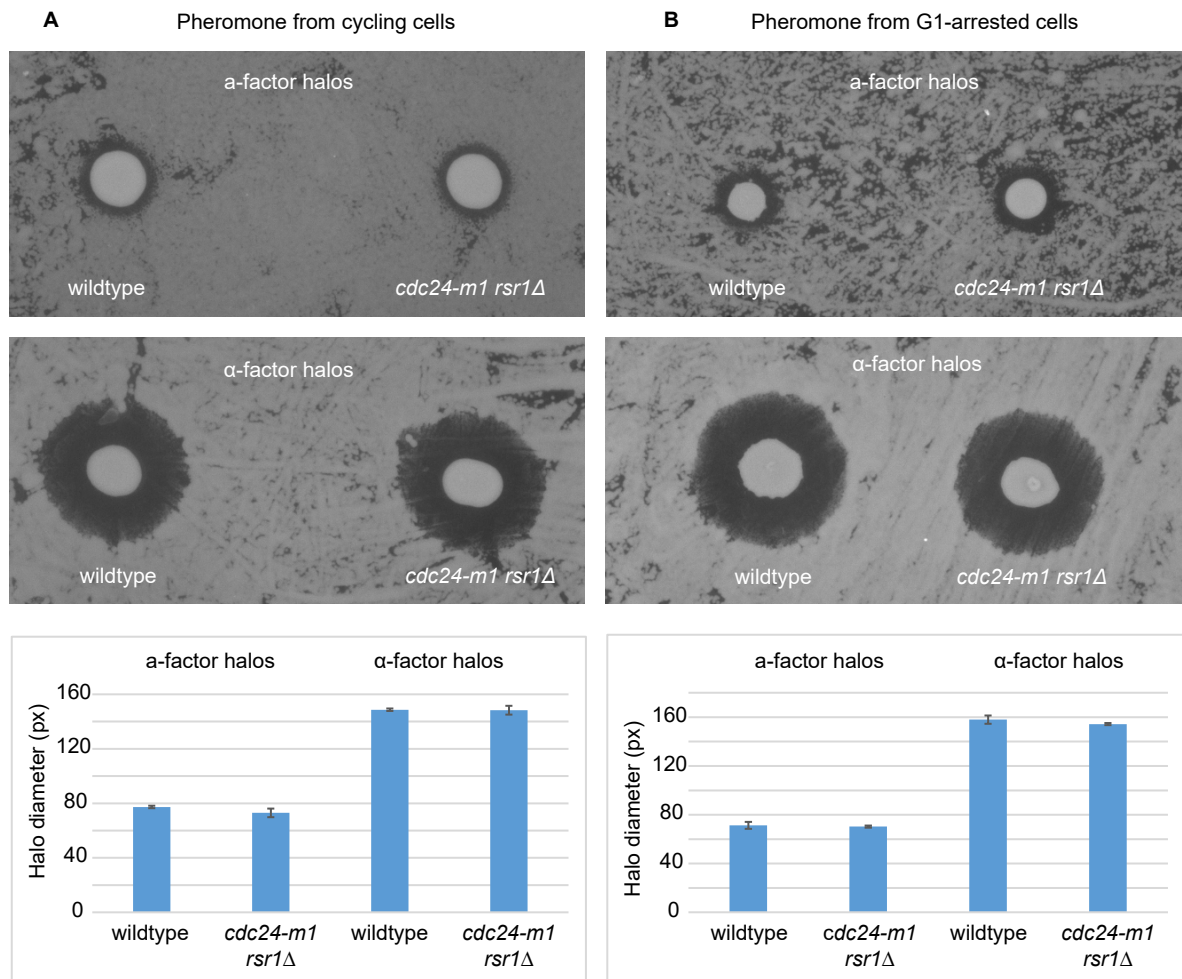 A Pheromone from cycling cells
a-factor halos
wildtype cdc24-m1 rsr1Δ
α-factor halos
wildtype cdc24-m1 rsr1Δ
a-factor halos α-factor halos
Halo diameter (px)
160
120
80
40
0
wildtype cdc24-m1 wildtype cdc24-m1
rsr1Δ rsr1Δ
B Pheromone from G1-arrested cells
a-factor halos
wildtype cdc24-m1 rsr1Δ
α-factor halos
wildtype cdc24-m1 rsr1Δ
a-factor halos α-factor halos
Halo diameter (px)
160
120
80
40
0
wildtype cdc24-m1 wildtype cdc24-m1
rsr1Δ rsr1Δ